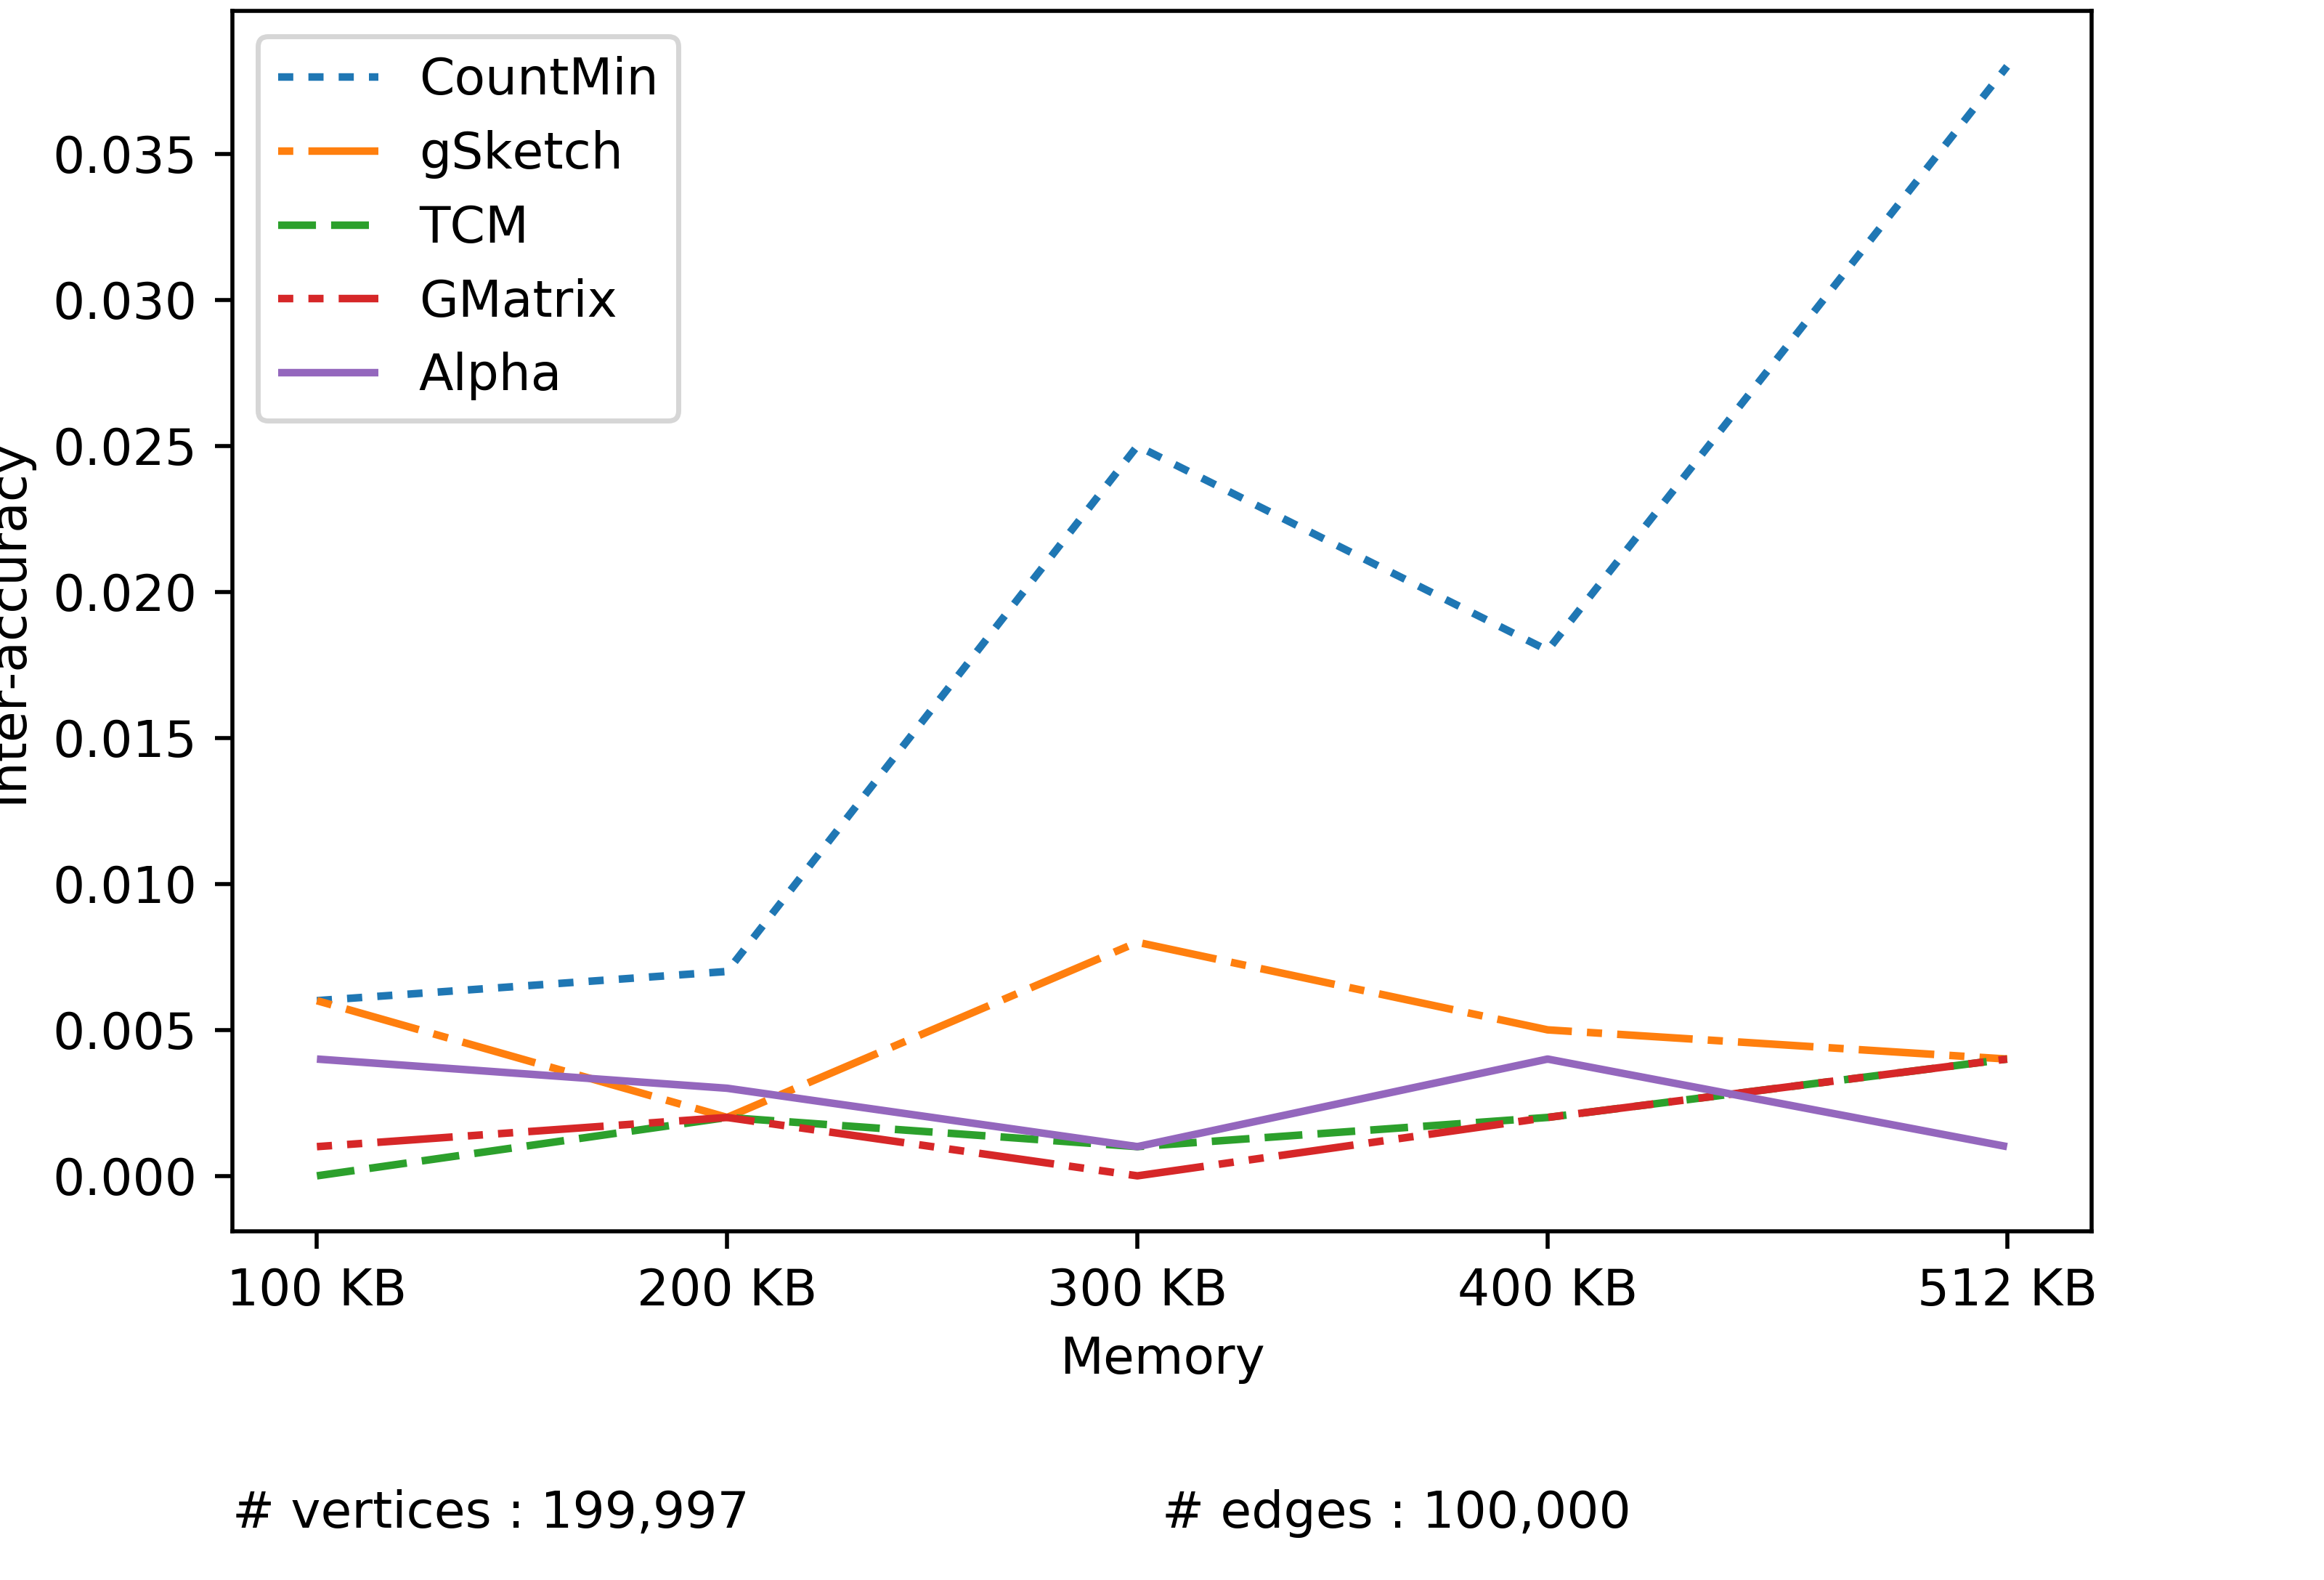 CountMin
gSketch
TCM
GMatrix
Alpha
0.035
0.030
0.025
0.020
0.015
0.010
0.005
0.000
Inter-accuracy
100 KB 200 KB 300 KB 400 KB 512 KB
Memory
# vertices : 199,997 # edges : 100,000